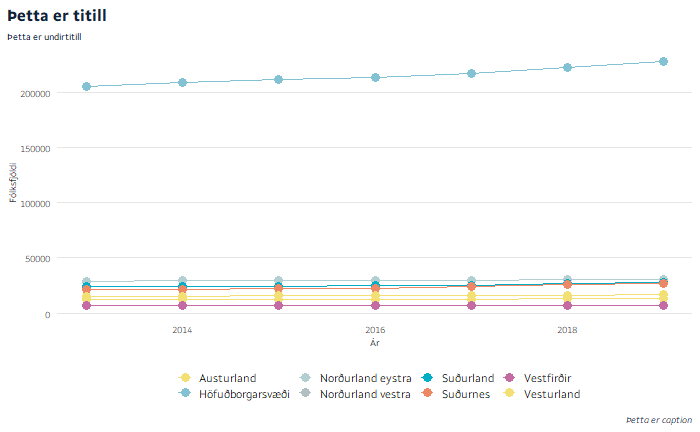 Þetta er titill
Þetta er undirtitill
200000
150000
100000
50000
0
Fólksfjöldi
2014
2016
2018
Ár
Austurland
Norðurland eystra
Suðurland
Vestfirðir
Höfuðborgarsvæði
Norðurland vestra
Suðurnes
Vesturland
Þetta er caption